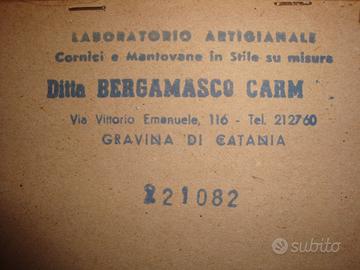 LABORATORIO ARTIGIANALE
Cornici e Mantovane in Stile su misura
Ditta BERGAMASCO CARM
Via Vittorio Emanuele, 116 - Tel. 212760
GRAVINA DI CATANIA
221082
subito